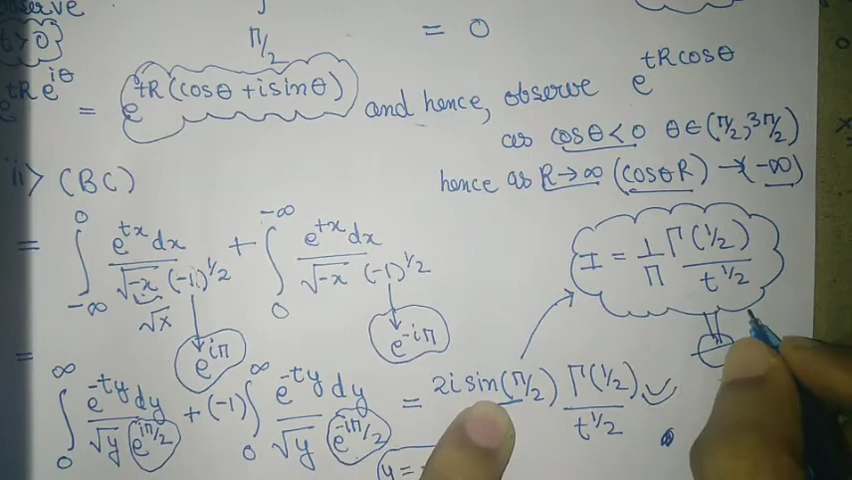 observe
∫ π/2 = 0
t>0
e^{tRe^{iθ}} = e^{tR(cosθ + i sinθ)} and hence, observe e^{tRcosθ}
as cosθ < 0 θ ∈ (π/2, 3π/2)
hence as R → ∞ (cosθR) → (-∞)
ii> (BC)
= ∫_{-∞}^{0} e^{tx} dx / √-x (-1)^{1/2} + ∫_{0}^{-∞} e^{tx} dx / √-x (-1)^{1/2}
√x
e^{iπ} e^{-iπ}
I = 1/π Γ(1/2) / t^{1/2}
= ∫_{0}^{∞} e^{-ty} dy / √y e^{iπ/2} + (-1) ∫_{0}^{∞} e^{-ty} dy / √y e^{-iπ/2} = 2i sin(π/2) Γ(1/2) / t^{1/2}
y = -